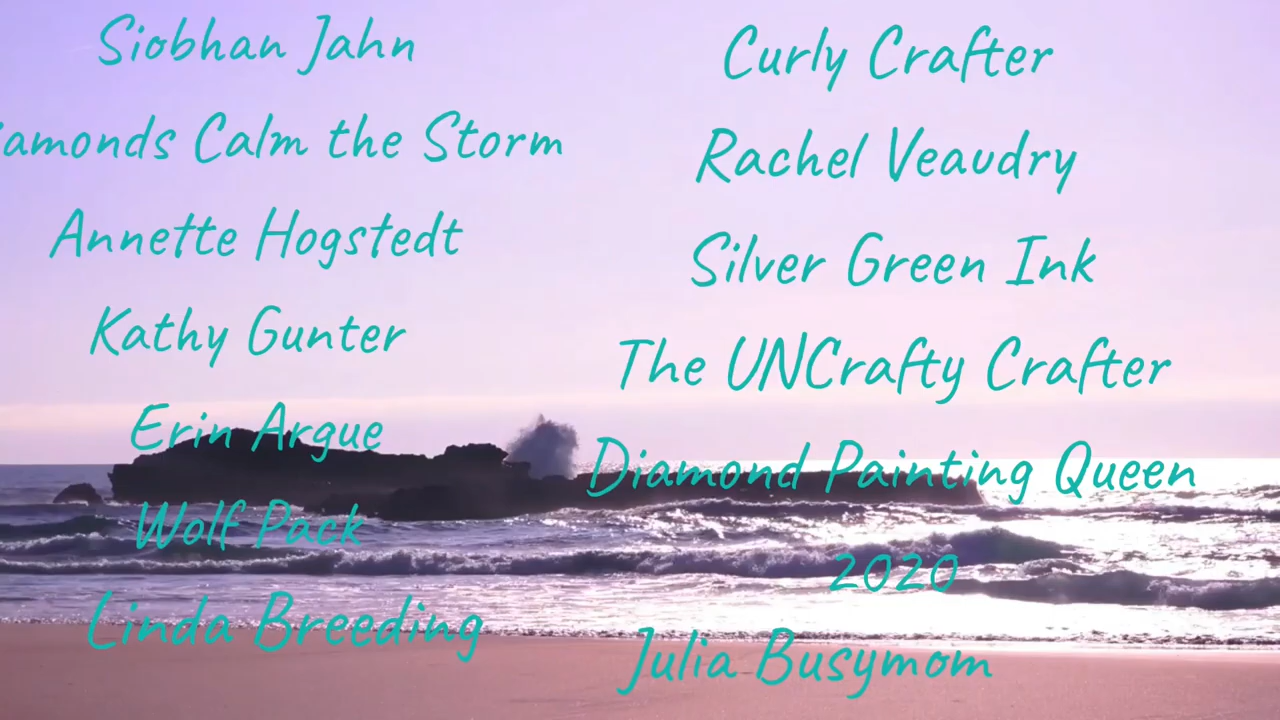 Siobhan Jahn
amonds Calm the Storm
Annette Hogstedt
Kathy Gunter
Erin Argue
Wolf Pack
Linda Breeding
Curly Crafter
Rachel Veaudry
Silver Green Ink
The UNCrafty Crafter
Diamond Painting Queen
2020
Julia Busymom